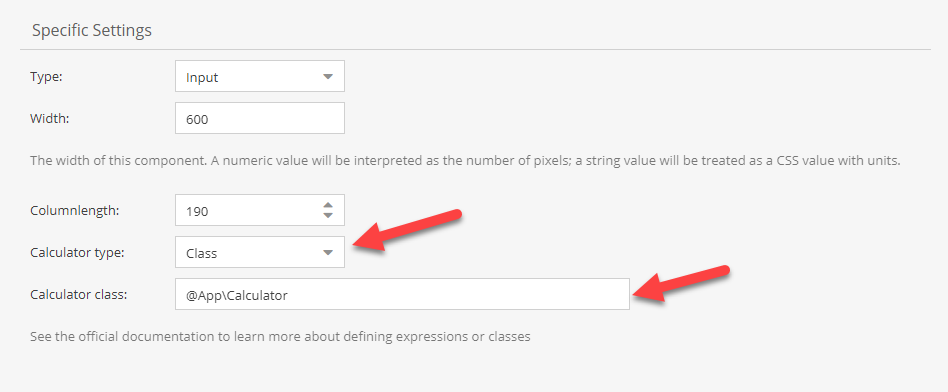 Specific Settings
Type: Input
Width: 600
The width of this component. A numeric value will be interpreted as the number of pixels; a string value will be treated as a CSS value with units.
Columnlength: 190
Calculator type: Class
Calculator class: @App\Calculator
See the official documentation to learn more about defining expressions or classes